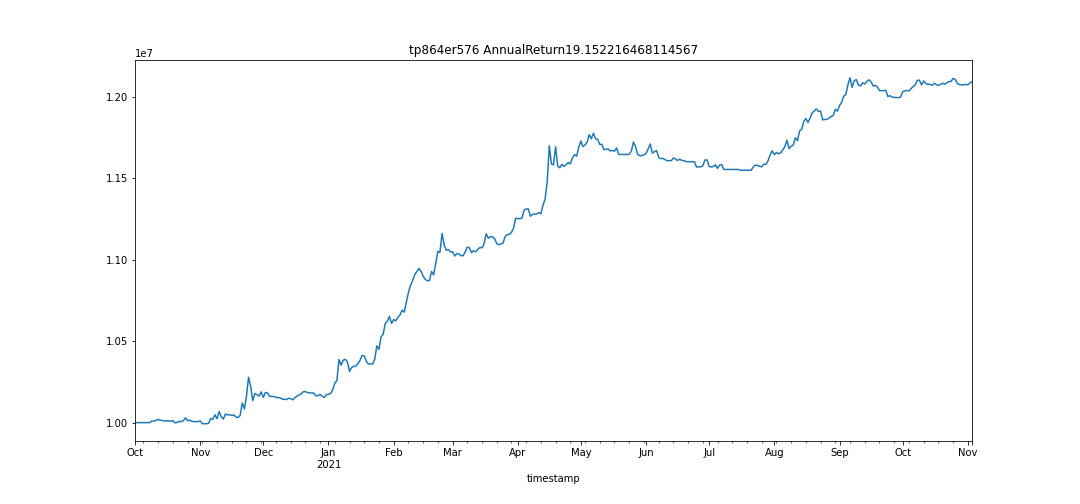 tp864er576 AnnualReturn19.152216468114567
1e7
1.20
1.15
1.10
1.05
1.00
Oct Nov Dec Jan Feb Mar Apr May Jun Jul Aug Sep Oct Nov
2021
timestamp